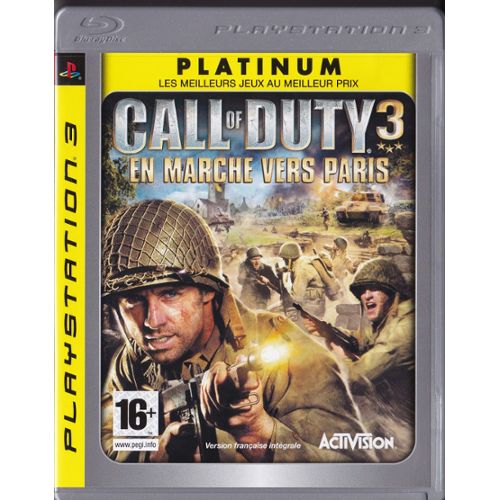 Blu-ray Disc
PLAYSTATION 3
PLAYSTATION 3
PLATINUM
LES MEILLEURS JEUX AU MEILLEUR PRIX
CALL OF DUTY 3
EN MARCHE VERS PARIS
16+
www.pegi.info
Version française intégrale
ACTIVISION